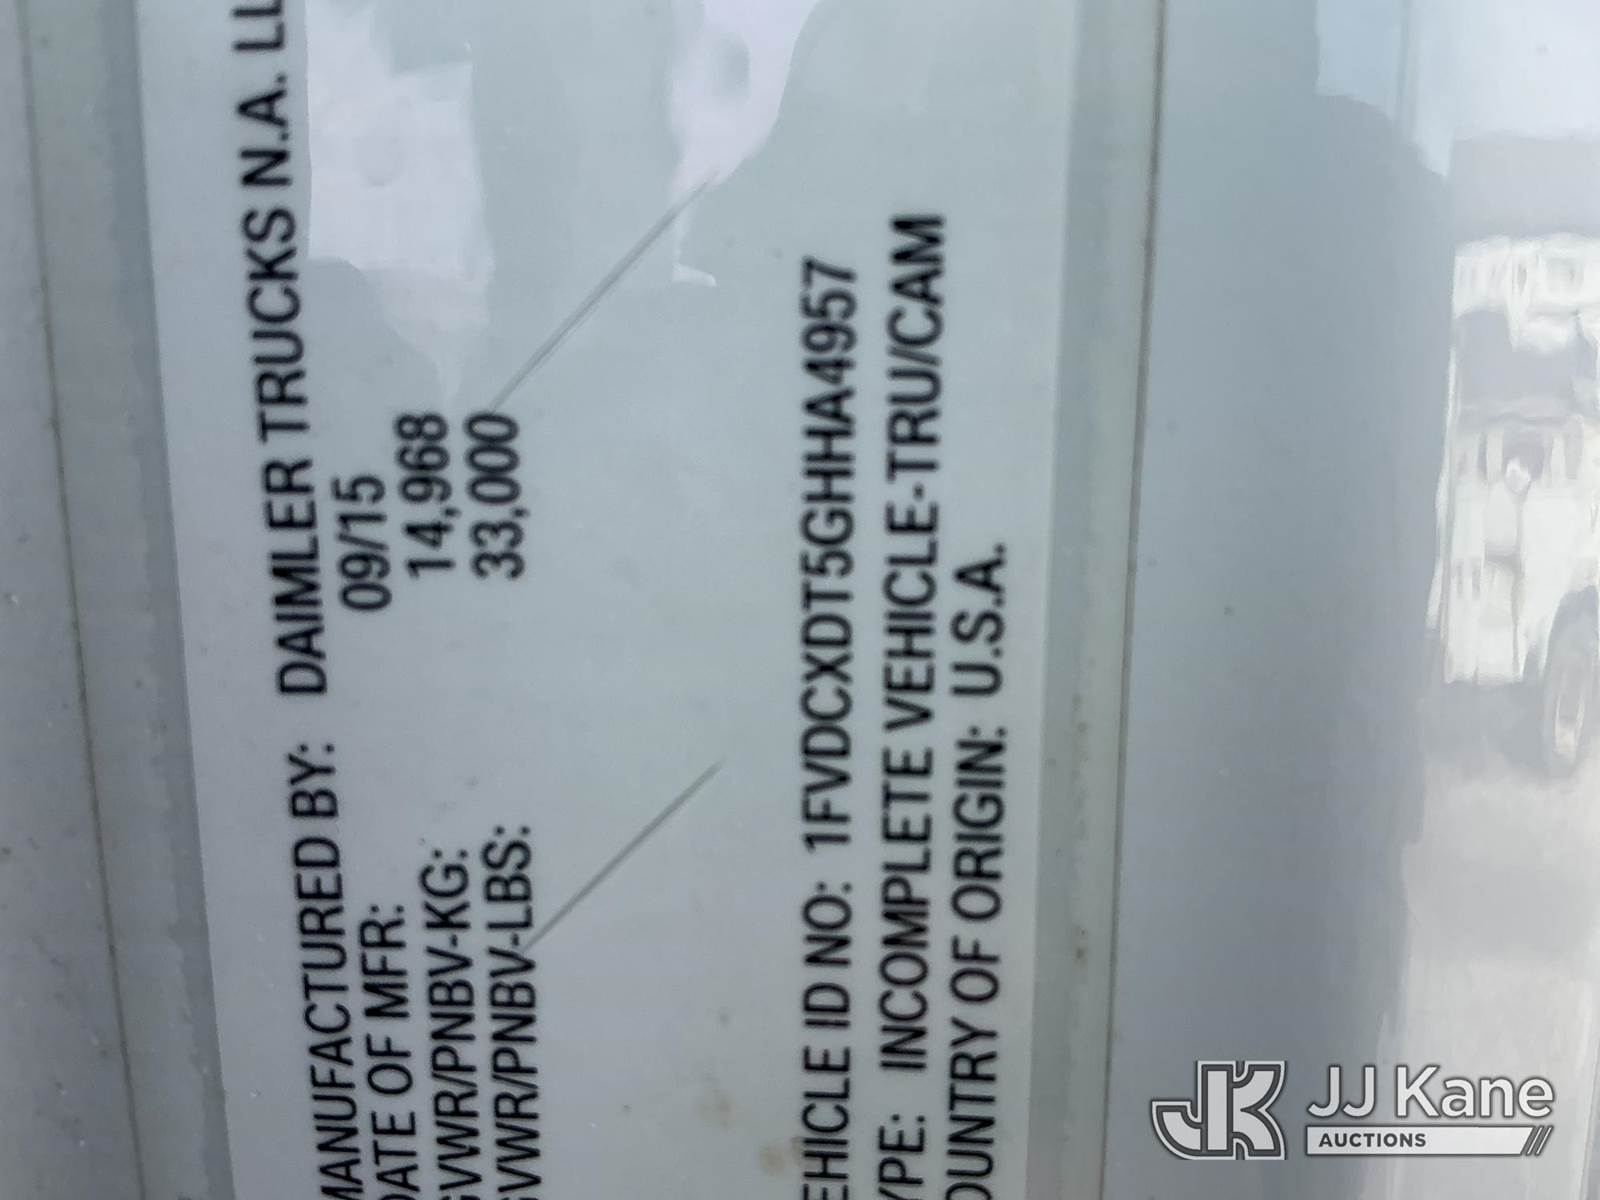 MANUFACTURED BY: DAIMLER TRUCKS N.A. LL
DATE OF MFR: 09/15
GVWR/PNBV-KG: 14,968
GVWR/PNBV-LBS: 33,000
EHICLE ID NO: 1FVDCXDT5GHHA4957
YPE: INCOMPLETE VEHICLE-TRU/CAM
OUNTRY OF ORIGIN: U.S.A.
JK JJ Kane
AUCTIONS